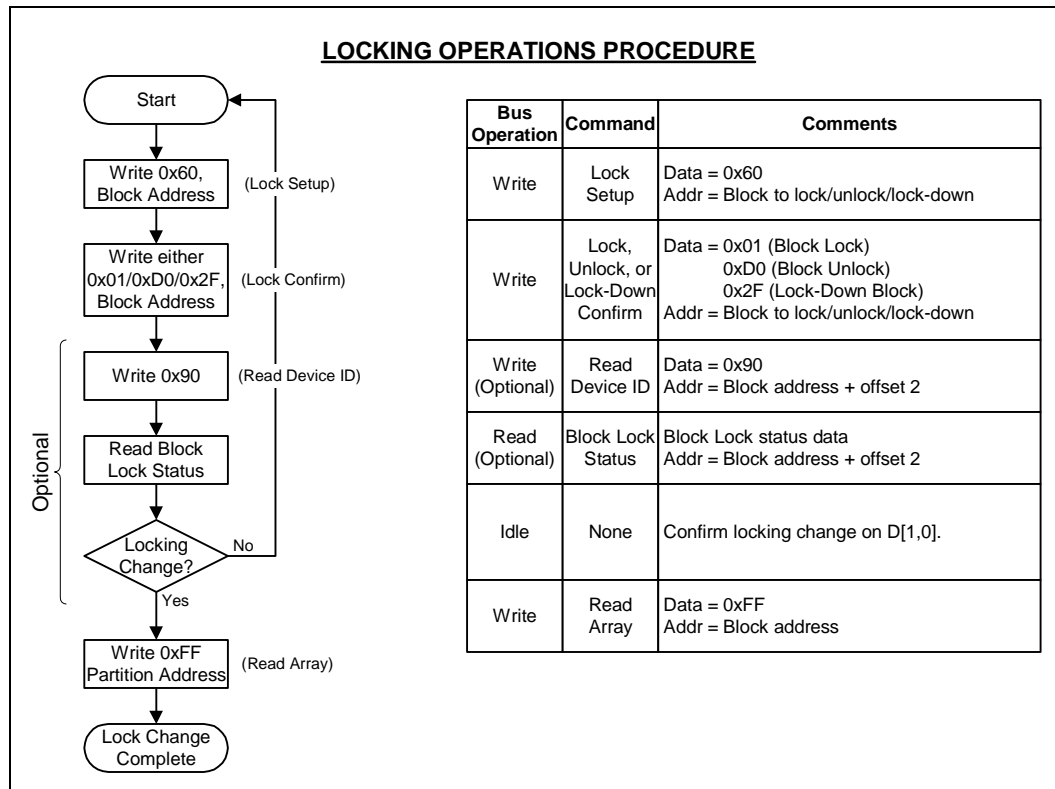 LOCKING OPERATIONS PROCEDURE
Start
Write 0x60,
Block Address
(Lock Setup)
Write either
0x01/0xD0/0x2F,
Block Address
(Lock Confirm)
Optional
Write 0x90
(Read Device ID)
Read Block
Lock Status
Locking
Change?
No
Yes
Write 0xFF
Partition Address
(Read Array)
Lock Change
Complete
Bus
Operation
Command
Comments
Write
Lock
Setup
Data = 0x60
Addr = Block to lock/unlock/lock-down
Write
Lock,
Unlock, or
Lock-Down
Confirm
Data = 0x01 (Block Lock)
0xD0 (Block Unlock)
0x2F (Lock-Down Block)
Addr = Block to lock/unlock/lock-down
Write
(Optional)
Read
Device ID
Data = 0x90
Addr = Block address + offset 2
Read
(Optional)
Block Lock
Status
Block Lock status data
Addr = Block address + offset 2
Idle
None
Confirm locking change on D[1,0].
Write
Read
Array
Data = 0xFF
Addr = Block address